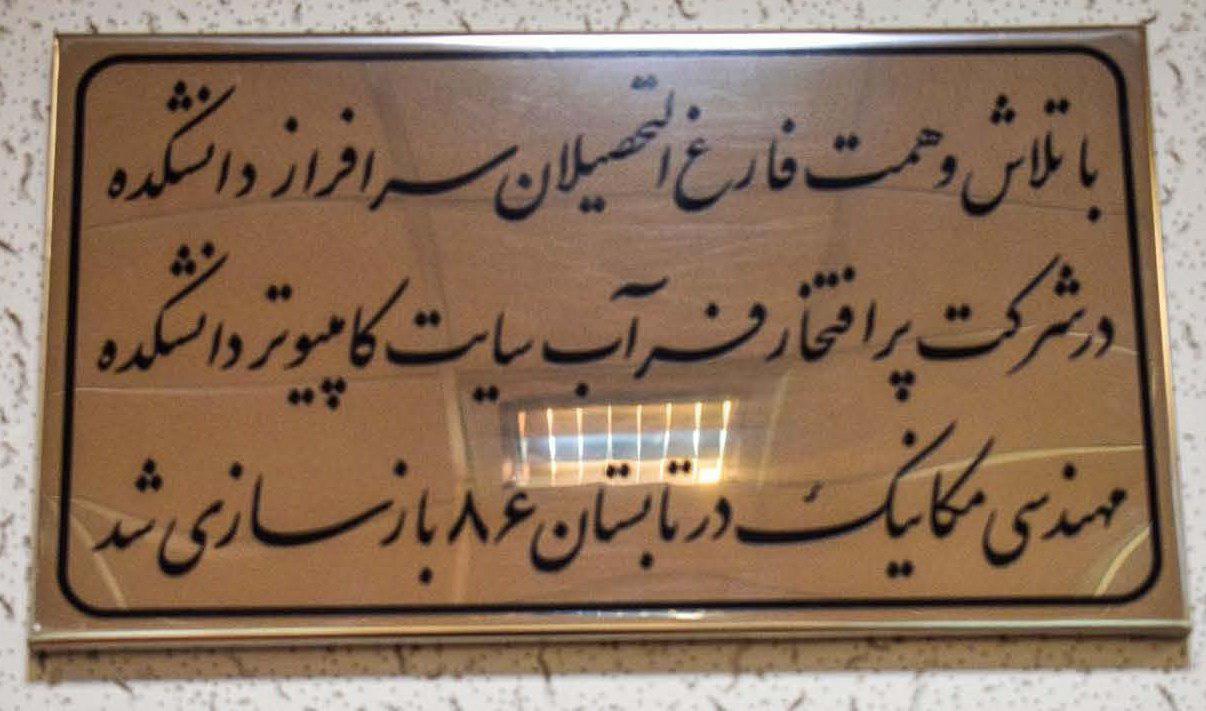 با تلاش و همت فارغ التحصیلان سرافراز دانشکده
در شرکت پر افتخار فرآب سایت کامپیوتر دانشکده
مهندسی مکانیک در تابستان ۸۶ بازسازی شد